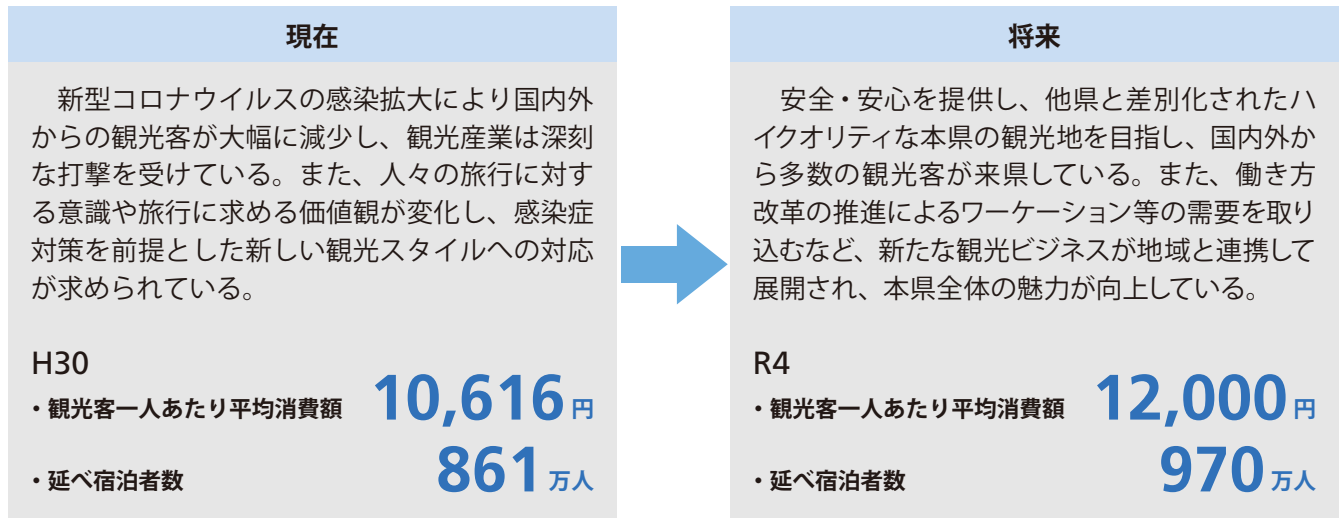 現在
新型コロナウイルスの感染拡大により国内外
からの観光客が大幅に減少し、観光産業は深刻
な打撃を受けている。また、人々の旅行に対す
る意識や旅行に求める価値観が変化し、感染症
対策を前提とした新しい観光スタイルへの対応
が求められている。
H30
・観光客一人あたり平均消費額 10,616円
・延べ宿泊者数 861万人
将来
安全・安心を提供し、他県と差別化されたハ
イクオリティな本県の観光地を目指し、国内外か
ら多数の観光客が来県している。また、働き方
改革の推進によるワーケーション等の需要を取り
込むなど、新たな観光ビジネスが地域と連携して
展開され、本県全体の魅力が向上している。
R4
・観光客一人あたり平均消費額 12,000円
・延べ宿泊者数 970万人